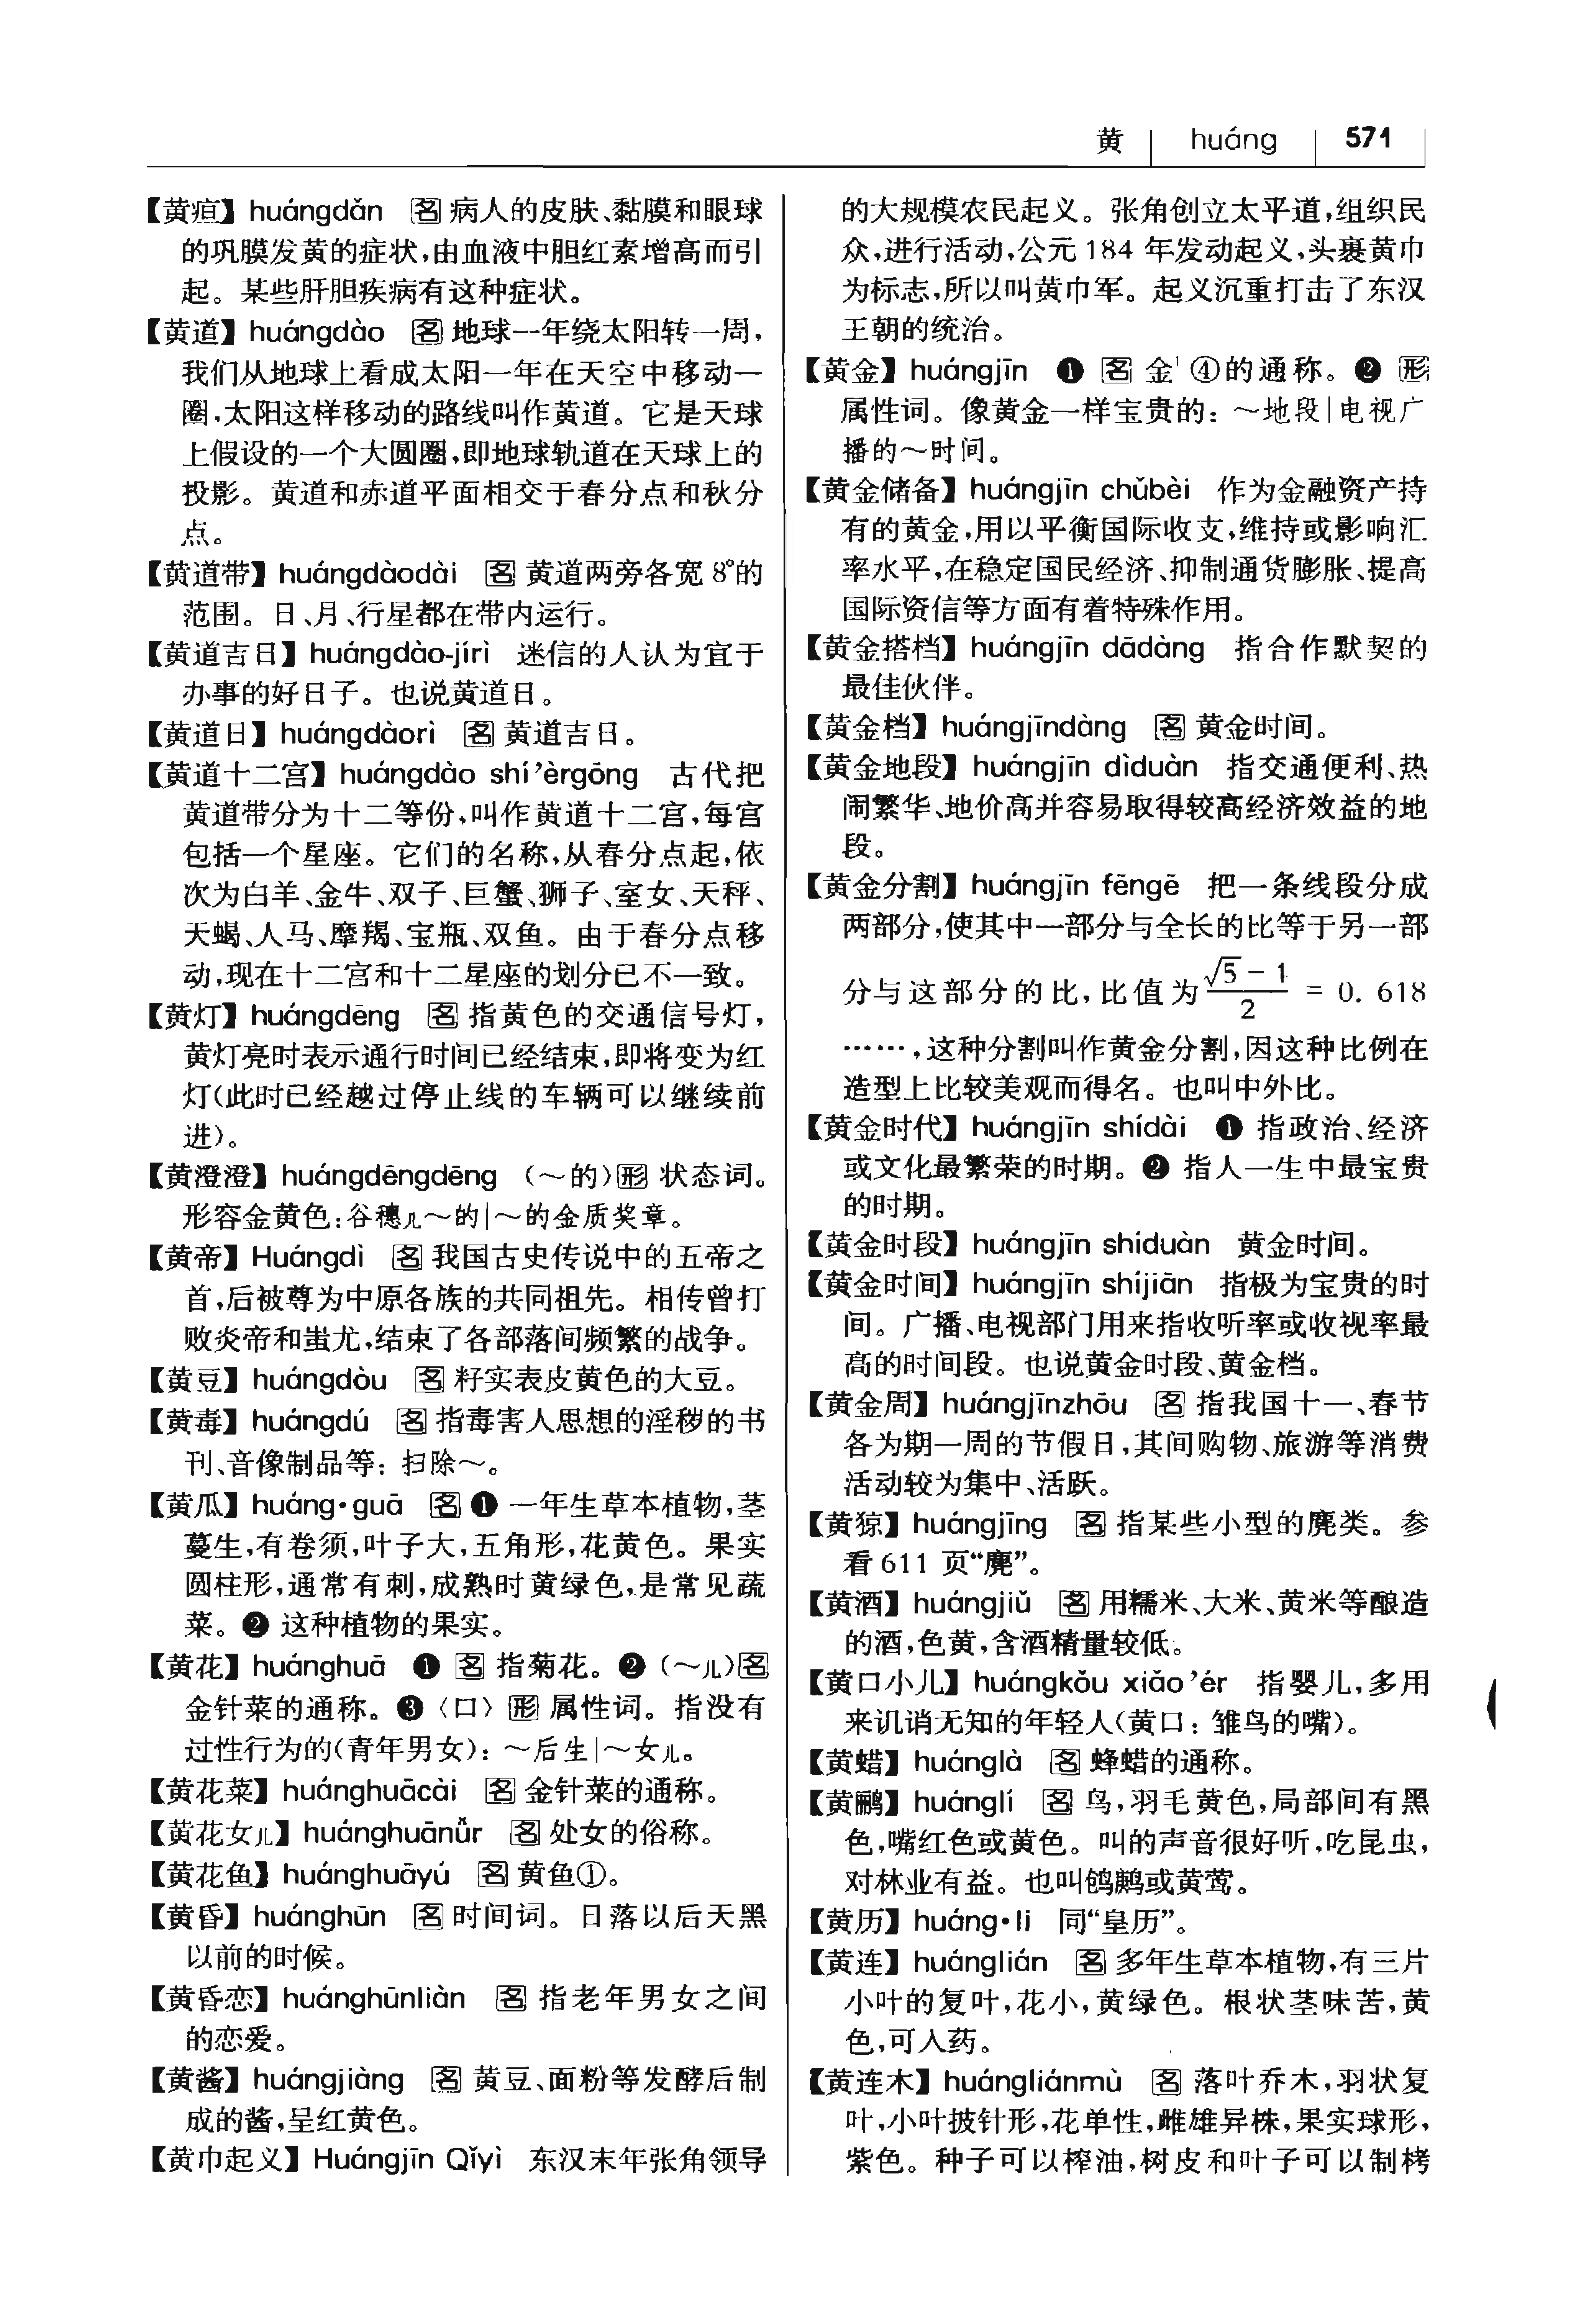 黄 huáng 571
【黄疸】huángdǎn 名 病人的皮肤、黏膜和眼球
的巩膜发黄的症状,由血液中胆红素增高而引
起。某些肝胆疾病有这种症状。
【黄道】huángdào 名 地球一年绕太阳转一周,
我们从地球上看成太阳一年在天空中移动一
圈,太阳这样移动的路线叫作黄道。它是天球
上假设的一个大圆圈,即地球轨道在天球上的
投影。黄道和赤道平面相交于春分点和秋分
点。
【黄道带】huángdàodài 名 黄道两旁各宽 8°的
范围。日、月、行星都在带内运行。
【黄道吉日】huángdào-jírì 迷信的人认为宜于
办事的好日子。也说黄道日。
【黄道日】huángdàorì 名 黄道吉日。
【黄道十二宫】huángdào shí’èrgōng 古代把
黄道带分为十二等份,叫作黄道十二宫,每宫
包括一个星座。它们的名称,从春分点起,依
次为白羊、金牛、双子、巨蟹、狮子、室女、天秤、
天蝎、人马、摩羯、宝瓶、双鱼。由于春分点移
动,现在十二宫和十二星座的划分已不一致。
【黄灯】huángdēng 名 指黄色的交通信号灯,
黄灯亮时表示通行时间已经结束,即将变为红
灯(此时已经越过停止线的车辆可以继续前
进)。
【黄澄澄】huángdēngdēng (～的)形 状态词。
形容金黄色:谷穗儿～的|～的金质奖章。
【黄帝】Huángdì 名 我国古史传说中的五帝之
首,后被尊为中原各族的共同祖先。相传曾打
败炎帝和蚩尤,结束了各部落间频繁的战争。
【黄豆】huángdòu 名 籽实表皮黄色的大豆。
【黄毒】huángdú 名 指毒害人思想的淫秽的书
刊、音像制品等：扫除～。
【黄瓜】huáng·guā 名 ❶ 一年生草本植物,茎
蔓生,有卷须,叶子大,五角形,花黄色。果实
圆柱形,通常有刺,成熟时黄绿色,是常见蔬
菜。❷ 这种植物的果实。
【黄花】huánghuā ❶ 名 指菊花。❷ (～儿)名
金针菜的通称。❸〈口〉形 属性词。指没有
过性行为的(青年男女)：～后生|～女儿。
【黄花菜】huánghuācài 名 金针菜的通称。
【黄花女儿】huánghuānǚr 名 处女的俗称。
【黄花鱼】huánghuāyú 名 黄鱼①。
【黄昏】huánghūn 名 时间词。日落以后天黑
以前的时候。
【黄昏恋】huánghūnliàn 名 指老年男女之间
的恋爱。
【黄酱】huángjiàng 名 黄豆、面粉等发酵后制
成的酱,呈红黄色。
【黄巾起义】Huángjīn Qǐyì 东汉末年张角领导
的大规模农民起义。张角创立太平道,组织民
众,进行活动,公元 184 年发动起义,头裹黄巾
为标志,所以叫黄巾军。起义沉重打击了东汉
王朝的统治。
【黄金】huángjīn ❶ 名 金¹④的通称。❷ 形
属性词。像黄金一样宝贵的：～地段|电视广
播的～时间。
【黄金储备】huángjīn chǔbèi 作为金融资产持
有的黄金,用以平衡国际收支,维持或影响汇
率水平,在稳定国民经济、抑制通货膨胀、提高
国际资信等方面有着特殊作用。
【黄金搭档】huángjīn dādàng 指合作默契的
最佳伙伴。
【黄金档】huángjīndàng 名 黄金时间。
【黄金地段】huángjīn dìduàn 指交通便利、热
闹繁华、地价高并容易取得较高经济效益的地
段。
【黄金分割】huángjīn fēngē 把一条线段分成
两部分,使其中一部分与全长的比等于另一部
分与这部分的比,比值为 (√5 − 1)/2 = 0.618
……,这种分割叫作黄金分割,因这种比例在
造型上比较美观而得名。也叫中外比。
【黄金时代】huángjīn shídài ❶ 指政治、经济
或文化最繁荣的时期。❷ 指人一生中最宝贵
的时期。
【黄金时段】huángjīn shíduàn 黄金时间。
【黄金时间】huángjīn shíjiān 指极为宝贵的时
间。广播、电视部门用来指收听率或收视率最
高的时间段。也说黄金时段、黄金档。
【黄金周】huángjīnzhōu 名 指我国十一、春节
各为期一周的节假日,其间购物、旅游等消费
活动较为集中、活跃。
【黄猄】huángjīng 名 指某些小型的麂类。参
看 611 页“麂”。
【黄酒】huángjiǔ 名 用糯米、大米、黄米等酿造
的酒,色黄,含酒精量较低。
【黄口小儿】huángkǒu xiǎo’ér 指婴儿,多用
来讥诮无知的年轻人(黄口：雏鸟的嘴)。
【黄蜡】huánglà 名 蜂蜡的通称。
【黄鹂】huánglí 名 鸟,羽毛黄色,局部间有黑
色,嘴红色或黄色。叫的声音很好听,吃昆虫,
对林业有益。也叫鸧鹒或黄莺。
【黄历】huáng·li 同“皇历”。
【黄连】huánglián 名 多年生草本植物,有三片
小叶的复叶,花小,黄绿色。根状茎味苦,黄
色,可入药。
【黄连木】huángliánmù 名 落叶乔木,羽状复
叶,小叶披针形,花单性,雌雄异株,果实球形,
紫色。种子可以榨油,树皮和叶子可以制栲